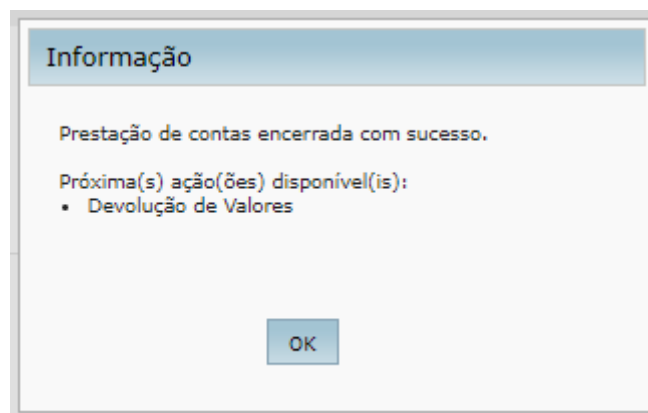 Informação
Prestação de contas encerrada com sucesso.
Próxima(s) ação(ões) disponível(is):
• Devolução de Valores
OK